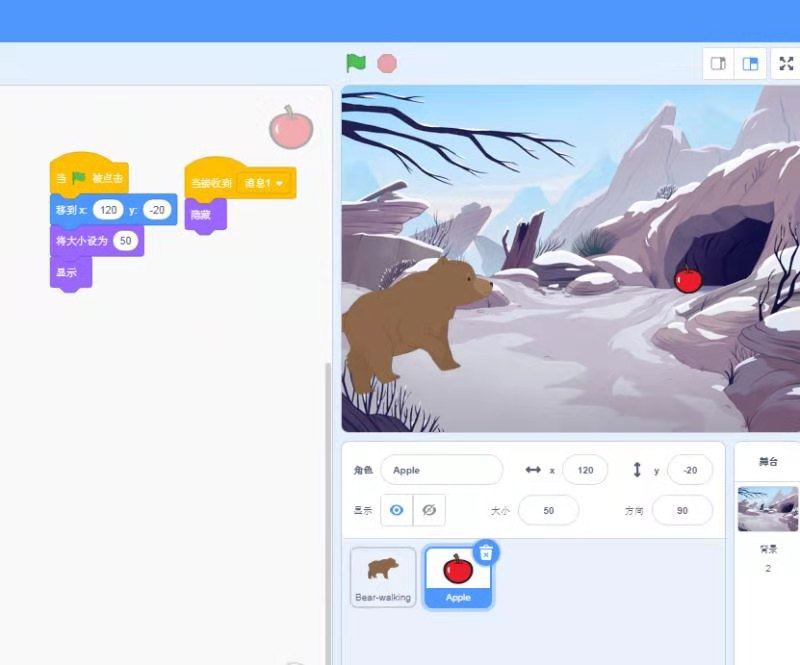 当 被点击
移到 x: 120 y: -20
将大小设为 50
显示
当接收到 消息1
隐藏
角色 Apple x 120 y -20
显示 大小 50 方向 90
Bear-walking
Apple
舞台
背景
2